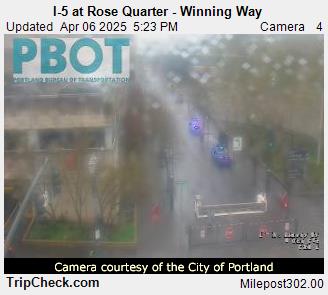 I-5 at Rose Quarter - Winning Way
Updated Apr 06 2025 5:23 PM Camera 4
PBOT
PORTLAND BUREAU OF TRANSPORTATION
Camera courtesy of the City of Portland
TripCheck.com Milepost302.00